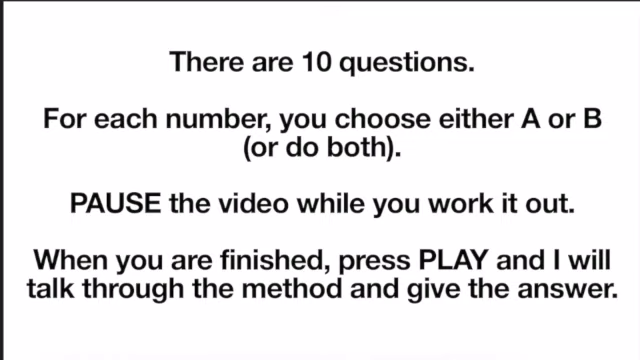 There are 10 questions.
For each number, you choose either A or B
(or do both).
PAUSE the video while you work it out.
When you are finished, press PLAY and I will
talk through the method and give the answer.